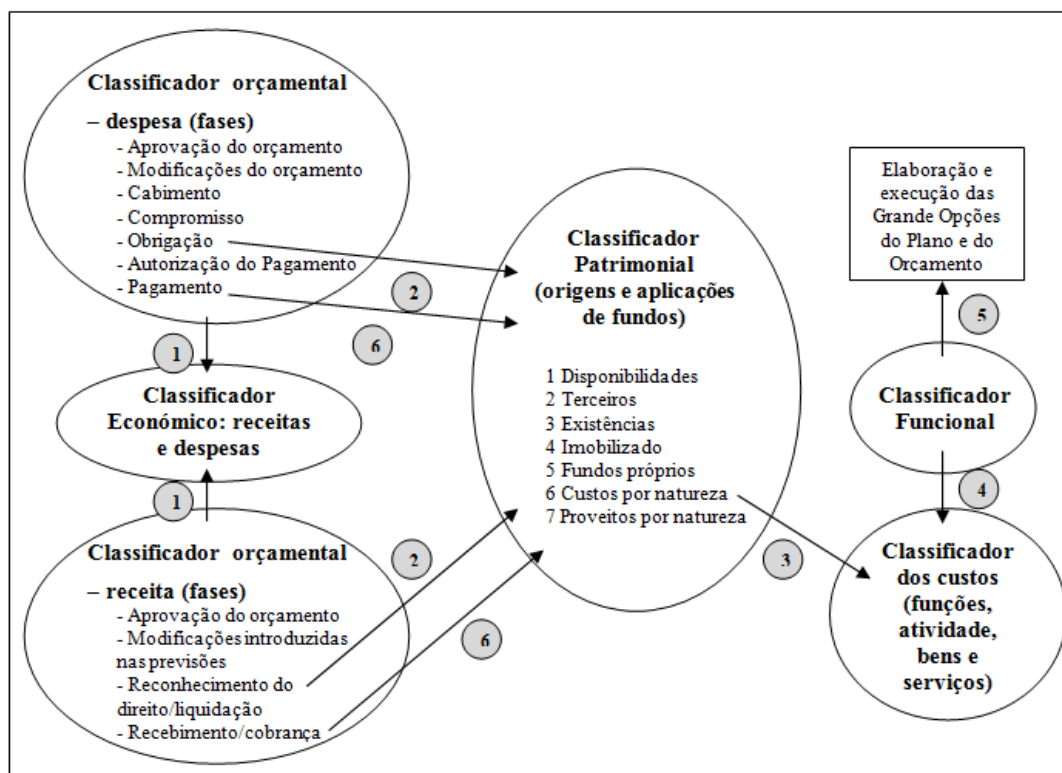 Classificador orçamental
– despesa (fases)
- Aprovação do orçamento
- Modificações do orçamento
- Cabimento
- Compromisso
- Obrigação
- Autorização do Pagamento
- Pagamento
2
6
1
Classificador
Económico: receitas
e despesas
1
Classificador orçamental
– receita (fases)
- Aprovação do orçamento
- Modificações introduzidas
nas previsões
- Reconhecimento do
direito/liquidação
- Recebimento/cobrança
2
6
Classificador
Patrimonial
(origens e aplicações
de fundos)
1 Disponibilidades
2 Terceiros
3 Existências
4 Imobilizado
5 Fundos próprios
6 Custos por natureza
7 Proveitos por natureza
3
Elaboração e
execução das
Grande Opções
do Plano e do
Orçamento
5
Classificador
Funcional
4
Classificador
dos custos
(funções,
atividade,
bens e
serviços)